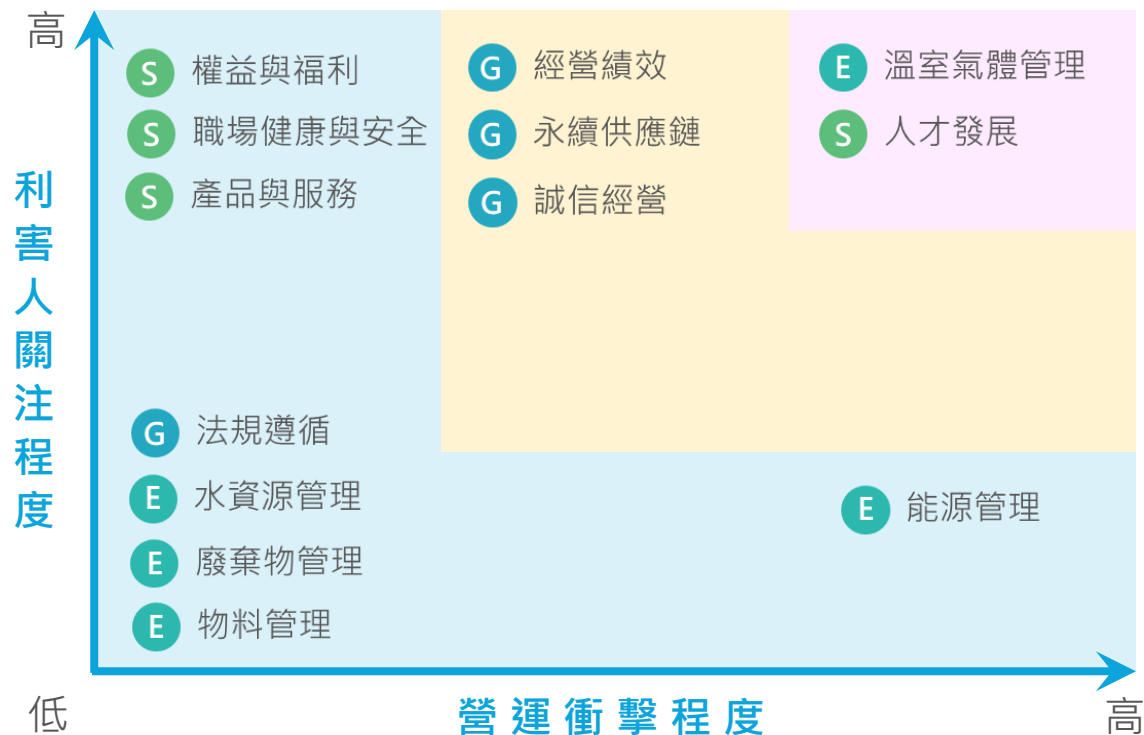 高
S 權益與福利
S 職場健康與安全
S 產品與服務
G 經營績效
G 永續供應鏈
G 誠信經營
E 溫室氣體管理
S 人才發展
利害人關注程度
G 法規遵循
E 水資源管理
E 廢棄物管理
E 物料管理
E 能源管理
低
營運衝擊程度
高